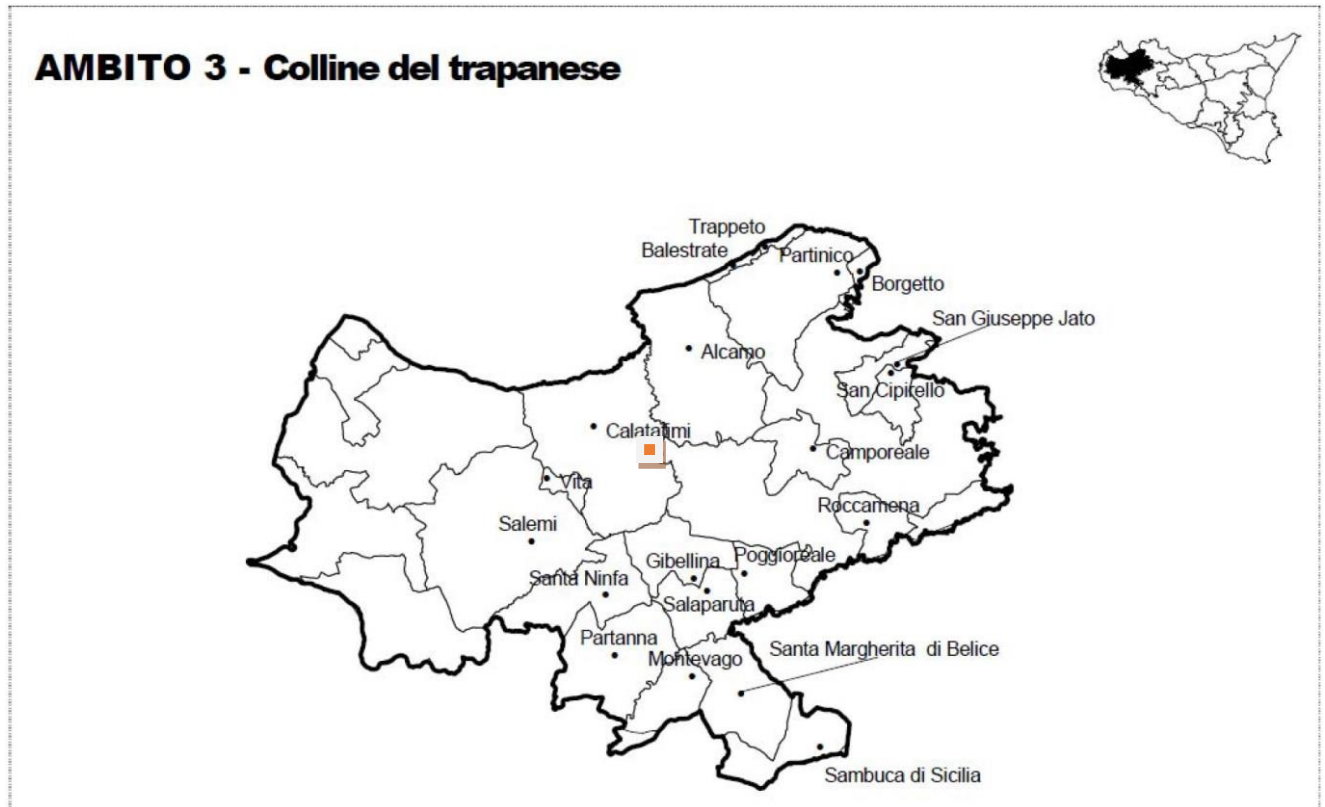 AMBITO 3 - Colline del trapanese
Trappeto
Balestrate
Partinico
Borgetto
San Giuseppe Jato
Alcamo
San Cipirello
Calatafimi
Camporeale
Vita
Roccamena
Salemi
Gibellina
Poggioreale
Santa Ninfa
Salaparuta
Partanna
Montevago
Santa Margherita di Belice
Sambuca di Sicilia